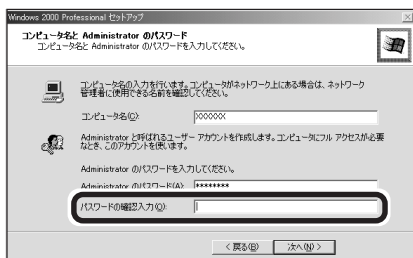 Windows 2000 Professional セットアップ
コンピュータ名と Administrator のパスワード
コンピュータ名と Administrator のパスワードを入力してください。
コンピュータ名の入力を行います。コンピュータがネットワーク上にある場合は、ネットワーク
管理者に使用できる名前を確認してください。
コンピュータ名(C): XXXXXX
Administrator と呼ばれるユーザー アカウントを作成します。コンピュータにフル アクセスが必要
なとき、このアカウントを使います。
Administrator のパスワードを入力してください。
Administrator のパスワード(A): ********
パスワードの確認入力(O):
< 戻る(B) 次へ(N) >